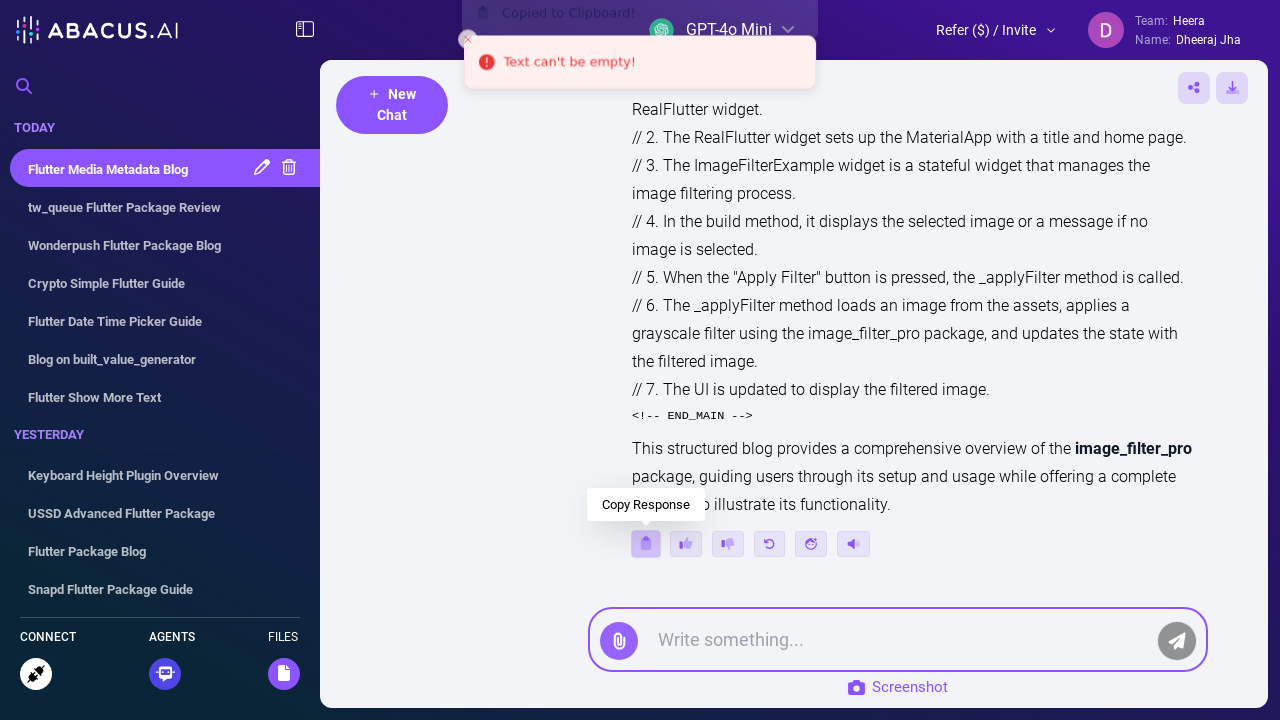 ABACUS.AI
Copied to Clipboard!
GPT-4o Mini
Text can't be empty!
Refer ($) / Invite
D
Team: Heera
Name: Dheeraj Jha
TODAY
Flutter Media Metadata Blog
tw_queue Flutter Package Review
Wonderpush Flutter Package Blog
Crypto Simple Flutter Guide
Flutter Date Time Picker Guide
Blog on built_value_generator
Flutter Show More Text
YESTERDAY
Keyboard Height Plugin Overview
USSD Advanced Flutter Package
Flutter Package Blog
Snapd Flutter Package Guide
CONNECT
AGENTS
FILES
+ New
Chat
RealFlutter widget.
// 2. The RealFlutter widget sets up the MaterialApp with a title and home page.
// 3. The ImageFilterExample widget is a stateful widget that manages the
image filtering process.
// 4. In the build method, it displays the selected image or a message if no
image is selected.
// 5. When the "Apply Filter" button is pressed, the _applyFilter method is called.
// 6. The _applyFilter method loads an image from the assets, applies a
grayscale filter using the image_filter_pro package, and updates the state with
the filtered image.
// 7. The UI is updated to display the filtered image.
<!-- END_MAIN -->
This structured blog provides a comprehensive overview of the image_filter_pro
package, guiding users through its setup and usage while offering a complete
o illustrate its functionality.
Copy Response
Write something...
Screenshot